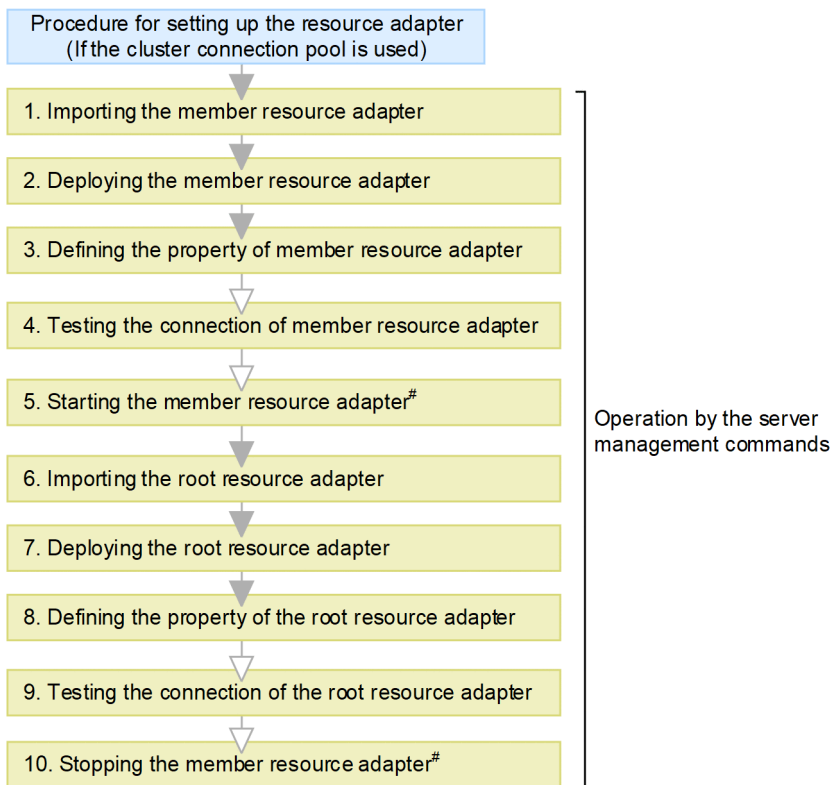 Procedure for setting up the resource adapter
(If the cluster connection pool is used)
1. Importing the member resource adapter
2. Deploying the member resource adapter
3. Defining the property of member resource adapter
4. Testing the connection of member resource adapter
5. Starting the member resource adapter#
6. Importing the root resource adapter
7. Deploying the root resource adapter
8. Defining the property of the root resource adapter
9. Testing the connection of the root resource adapter
10. Stopping the member resource adapter#
Operation by the server
management commands